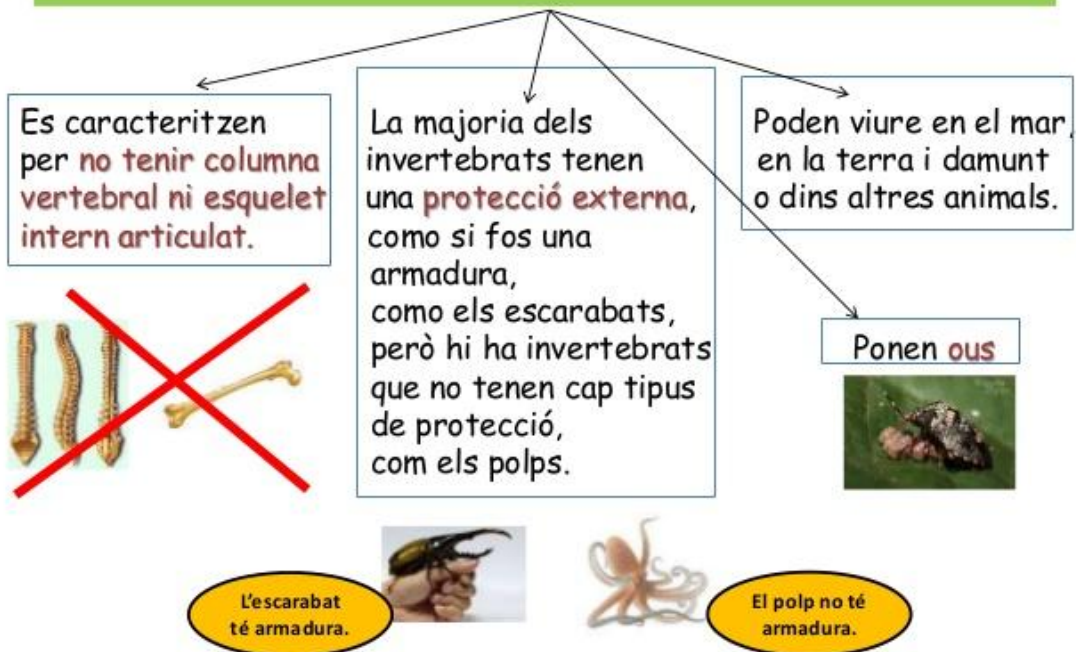 Es caracteritzen
per no tenir columna
vertebral ni esquelet
intern articulat.
La majoria dels
invertebrats tenen
una protecció externa,
como si fos una
armadura,
como els escarabats,
però hi ha invertebrats
que no tenen cap tipus
de protecció,
com els polps.
Poden viure en el mar,
en la terra i damunt
o dins altres animals.
Ponen ous
L'escarabat
té armadura.
El polp no té
armadura.